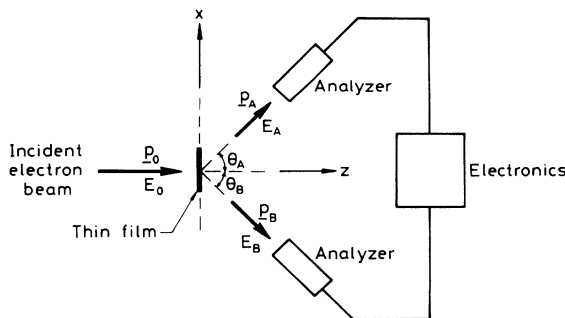 x
Analyzer
p_A
E_A
Incident
electron
beam
p_0
E_0
θ_A
θ_B
z
Electronics
Thin film
p_B
E_B
Analyzer